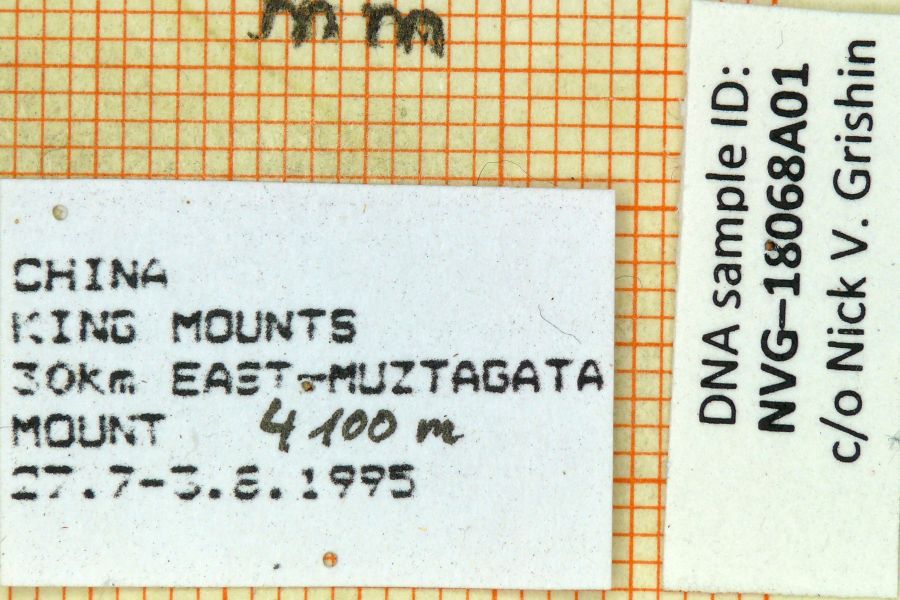 mm
CHINA
KING MOUNTS
30Km EAST-MUZTAGATA
MOUNT 4100 m
27.7-3.8.1995
DNA sample ID:
NVG-18068A01
c/o Nick V. Grishin